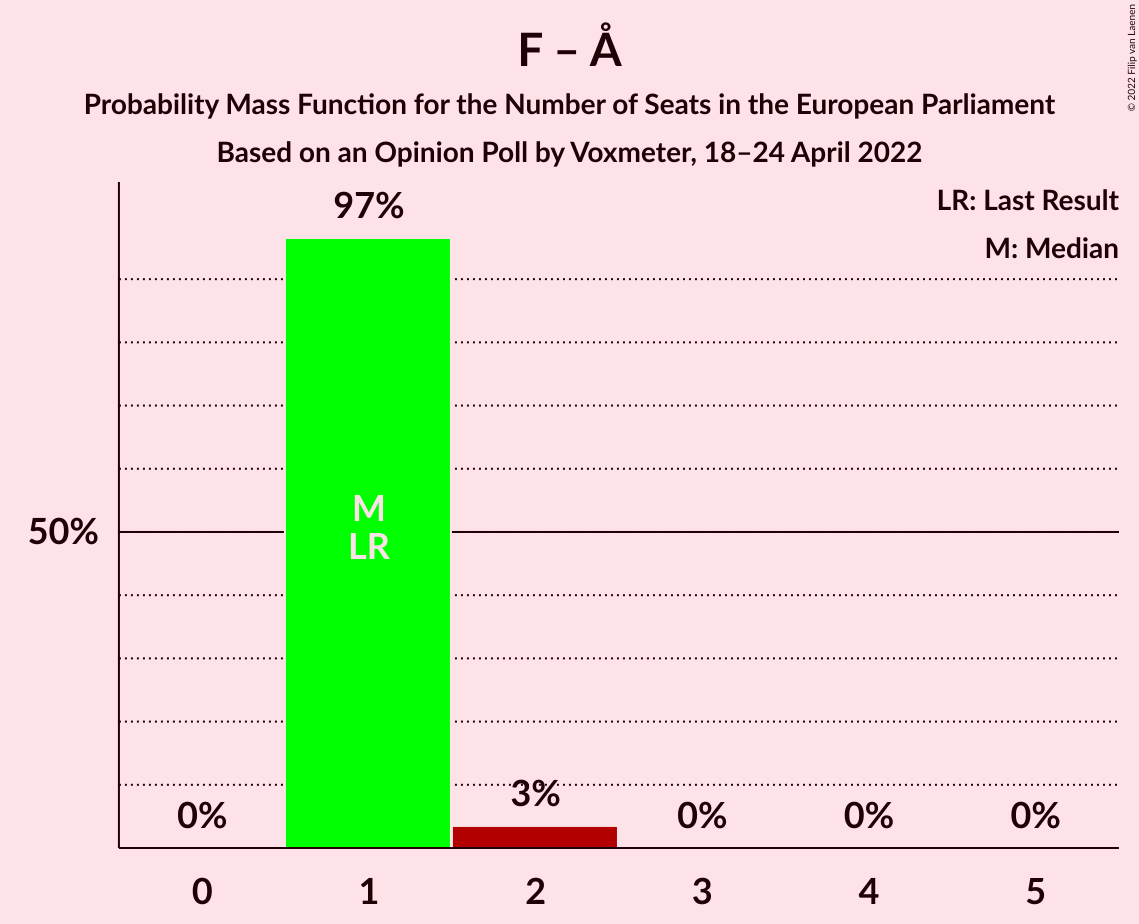 F – Å
Probability Mass Function for the Number of Seats in the European Parliament
Based on an Opinion Poll by Voxmeter, 18–24 April 2022
© 2022 Filip van Laenen
LR: Last Result
M: Median
97%
M
LR
50%
3%
0%
0%
0%
0%
0
1
2
3
4
5